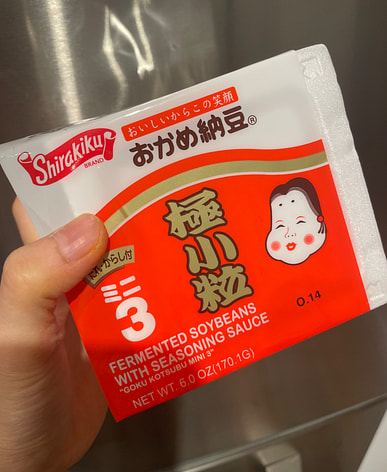 Shirakiku
BRAND
おいしいからこの笑顔
おかめ納豆®
極小粒
たれ・からし付
ミニ
3
O.14
FERMENTED SOYBEANS
WITH SEASONING SAUCE
"GOKU KOTSUBU MINI 3"
NET WT. 6.0 OZ(170.1G)